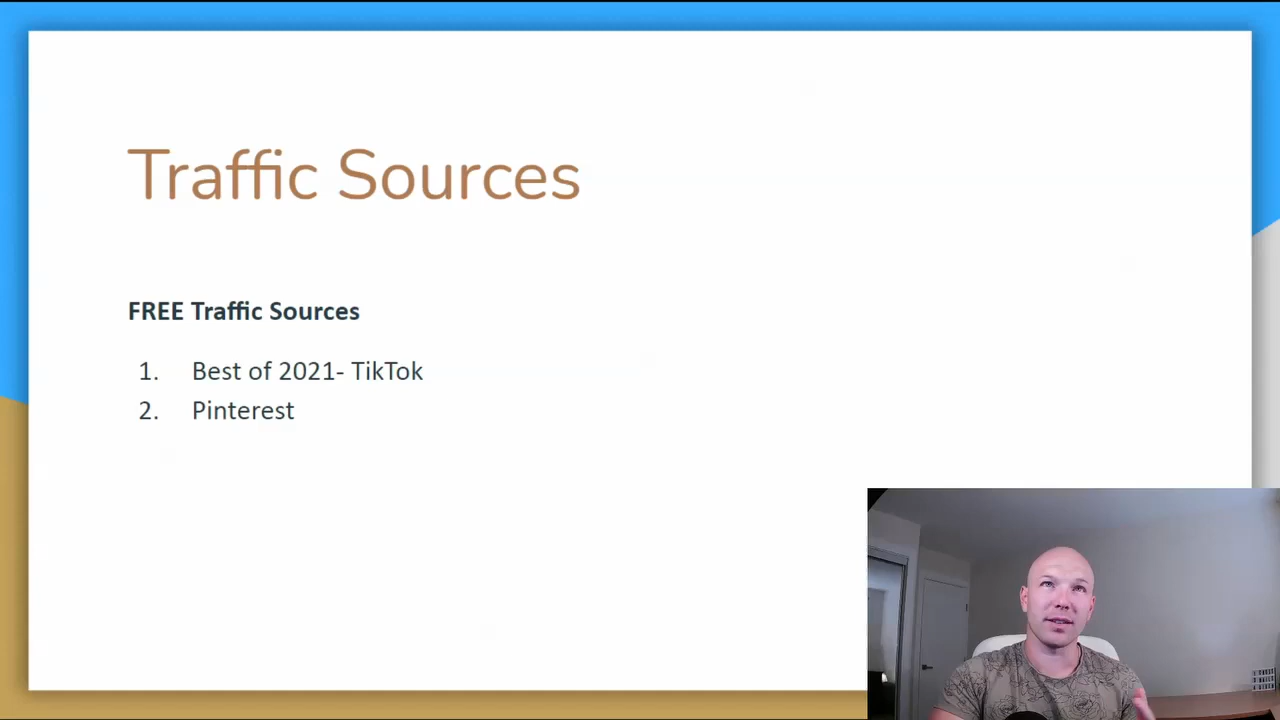 Traffic Sources
FREE Traffic Sources
1. Best of 2021- TikTok
2. Pinterest